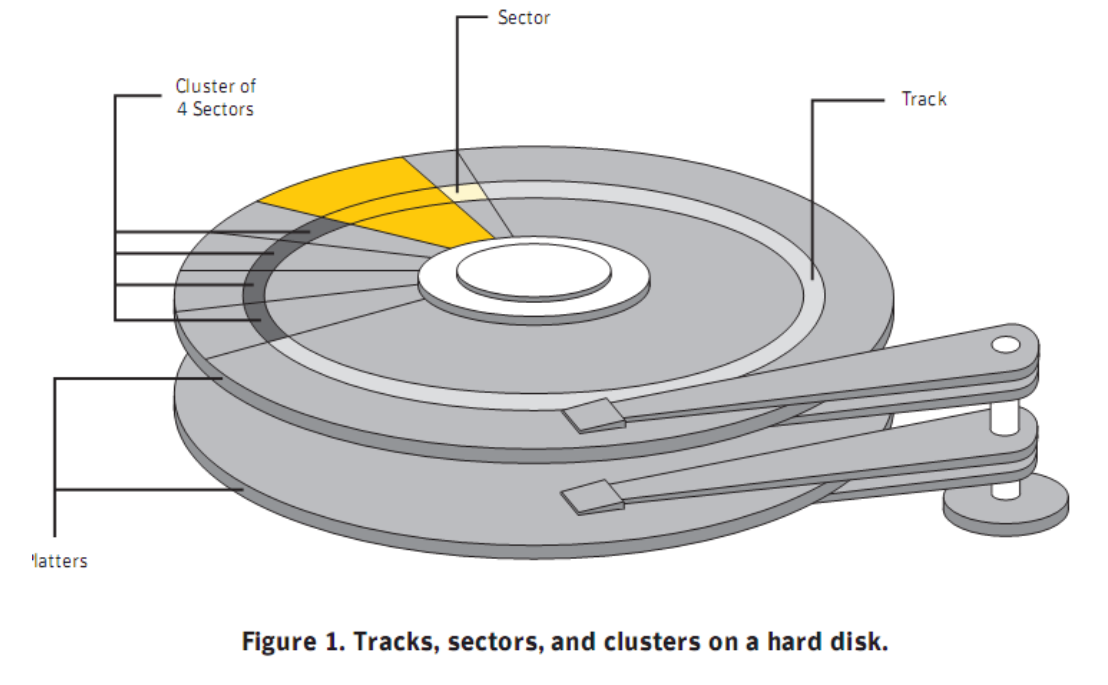 Sector
Cluster of
4 Sectors
Track
latters
Figure 1. Tracks, sectors, and clusters on a hard disk.